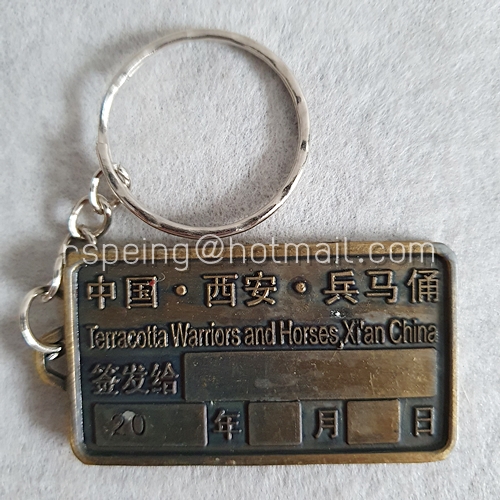 speing@hotmail.com
中国·西安·兵马俑
Terracotta Warriors and Horses,Xi'an China
签发给
20 年 月 日